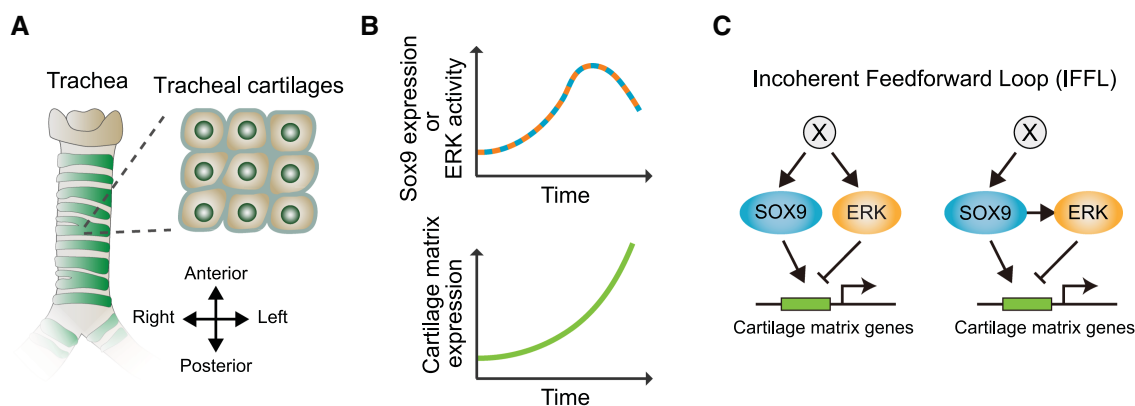 A
Trachea
Tracheal cartilages
Anterior
Right
Left
Posterior
B
Sox9 expression
or
ERK activity
Time
Cartilage matrix
expression
Time
C
Incoherent Feedforward Loop (IFFL)
X
SOX9
ERK
Cartilage matrix genes
X
SOX9
ERK
Cartilage matrix genes